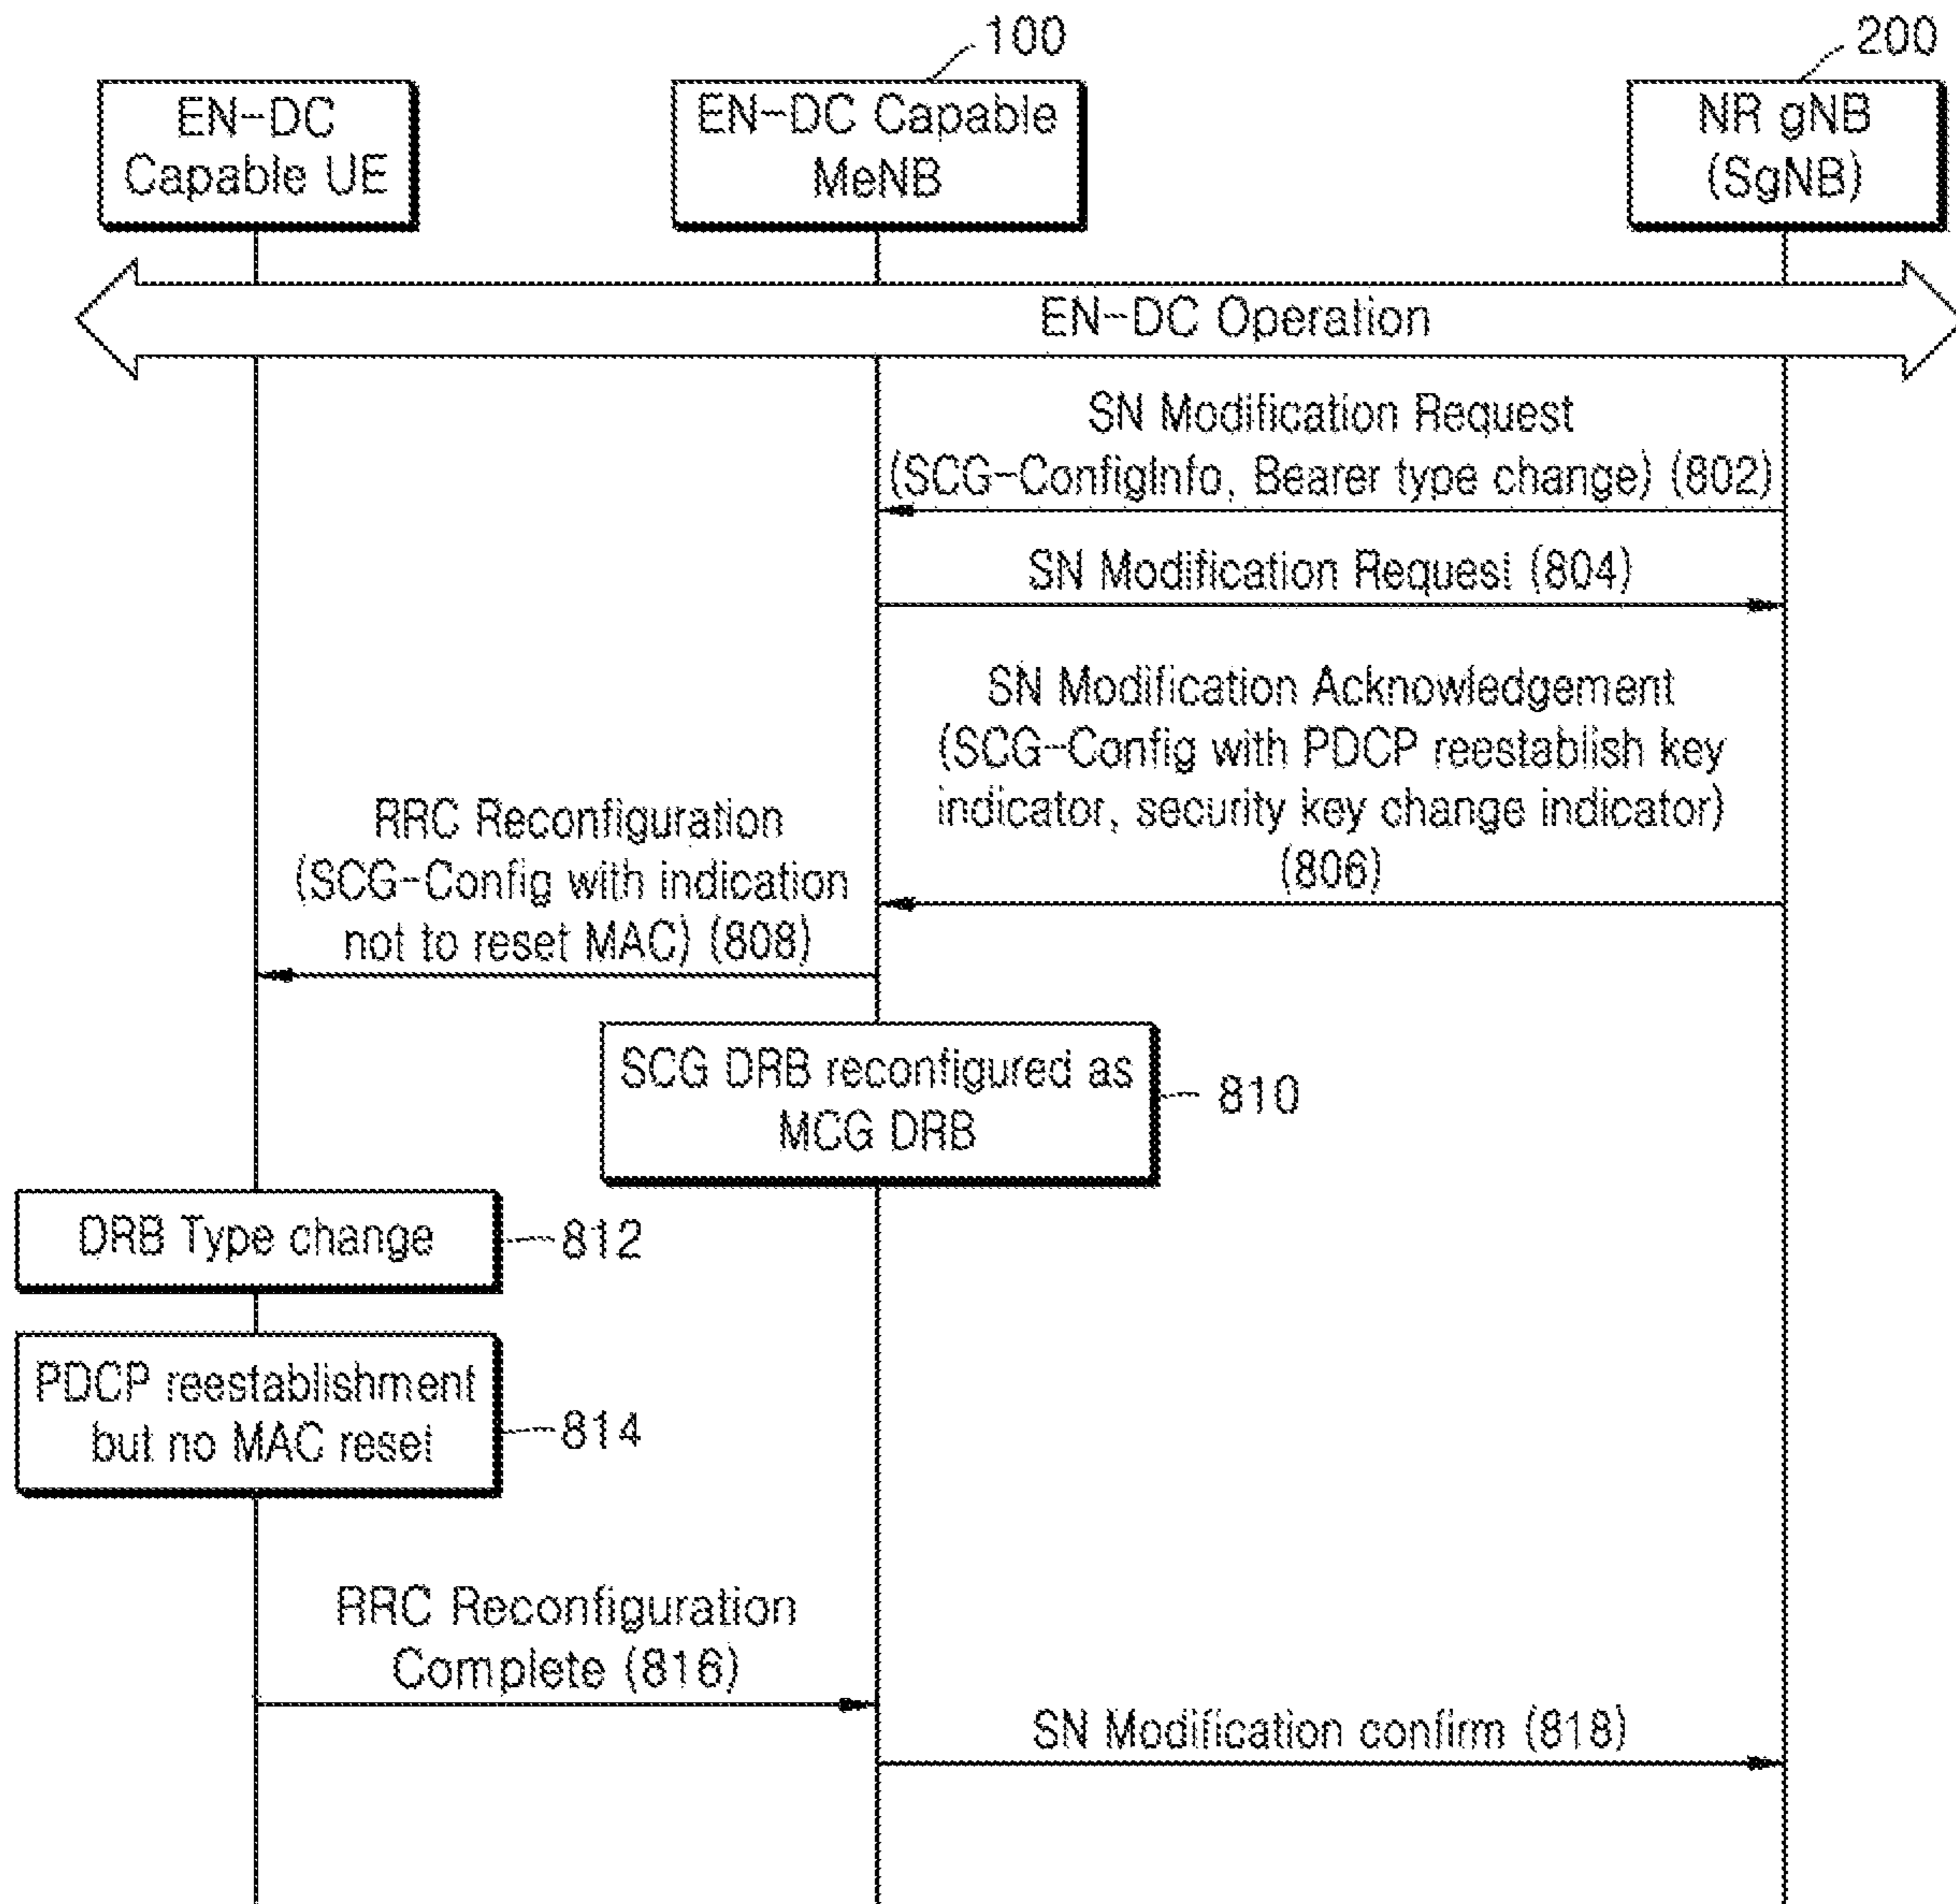 100
200
EN-DC
Capable UE
EN-DC Capable
MeNB
NR gNB
(SgNB)
EN-DC Operation
SN Modification Request
(SCG-ConfigInfo, Bearer type change) (802)
SN Modification Request (804)
SN Modification Acknowledgement
(SCG-Config with PDCP reestablish key
indicator, security key change indicator)
(806)
RRC Reconfiguration
(SCG-Config with indication
not to reset MAC) (808)
SCG DRB reconfigured as
MCG DRB
810
DRB Type change
812
PDCP reestablishment
but no MAC reset
814
RRC Reconfiguration
Complete (816)
SN Modification confirm (818)